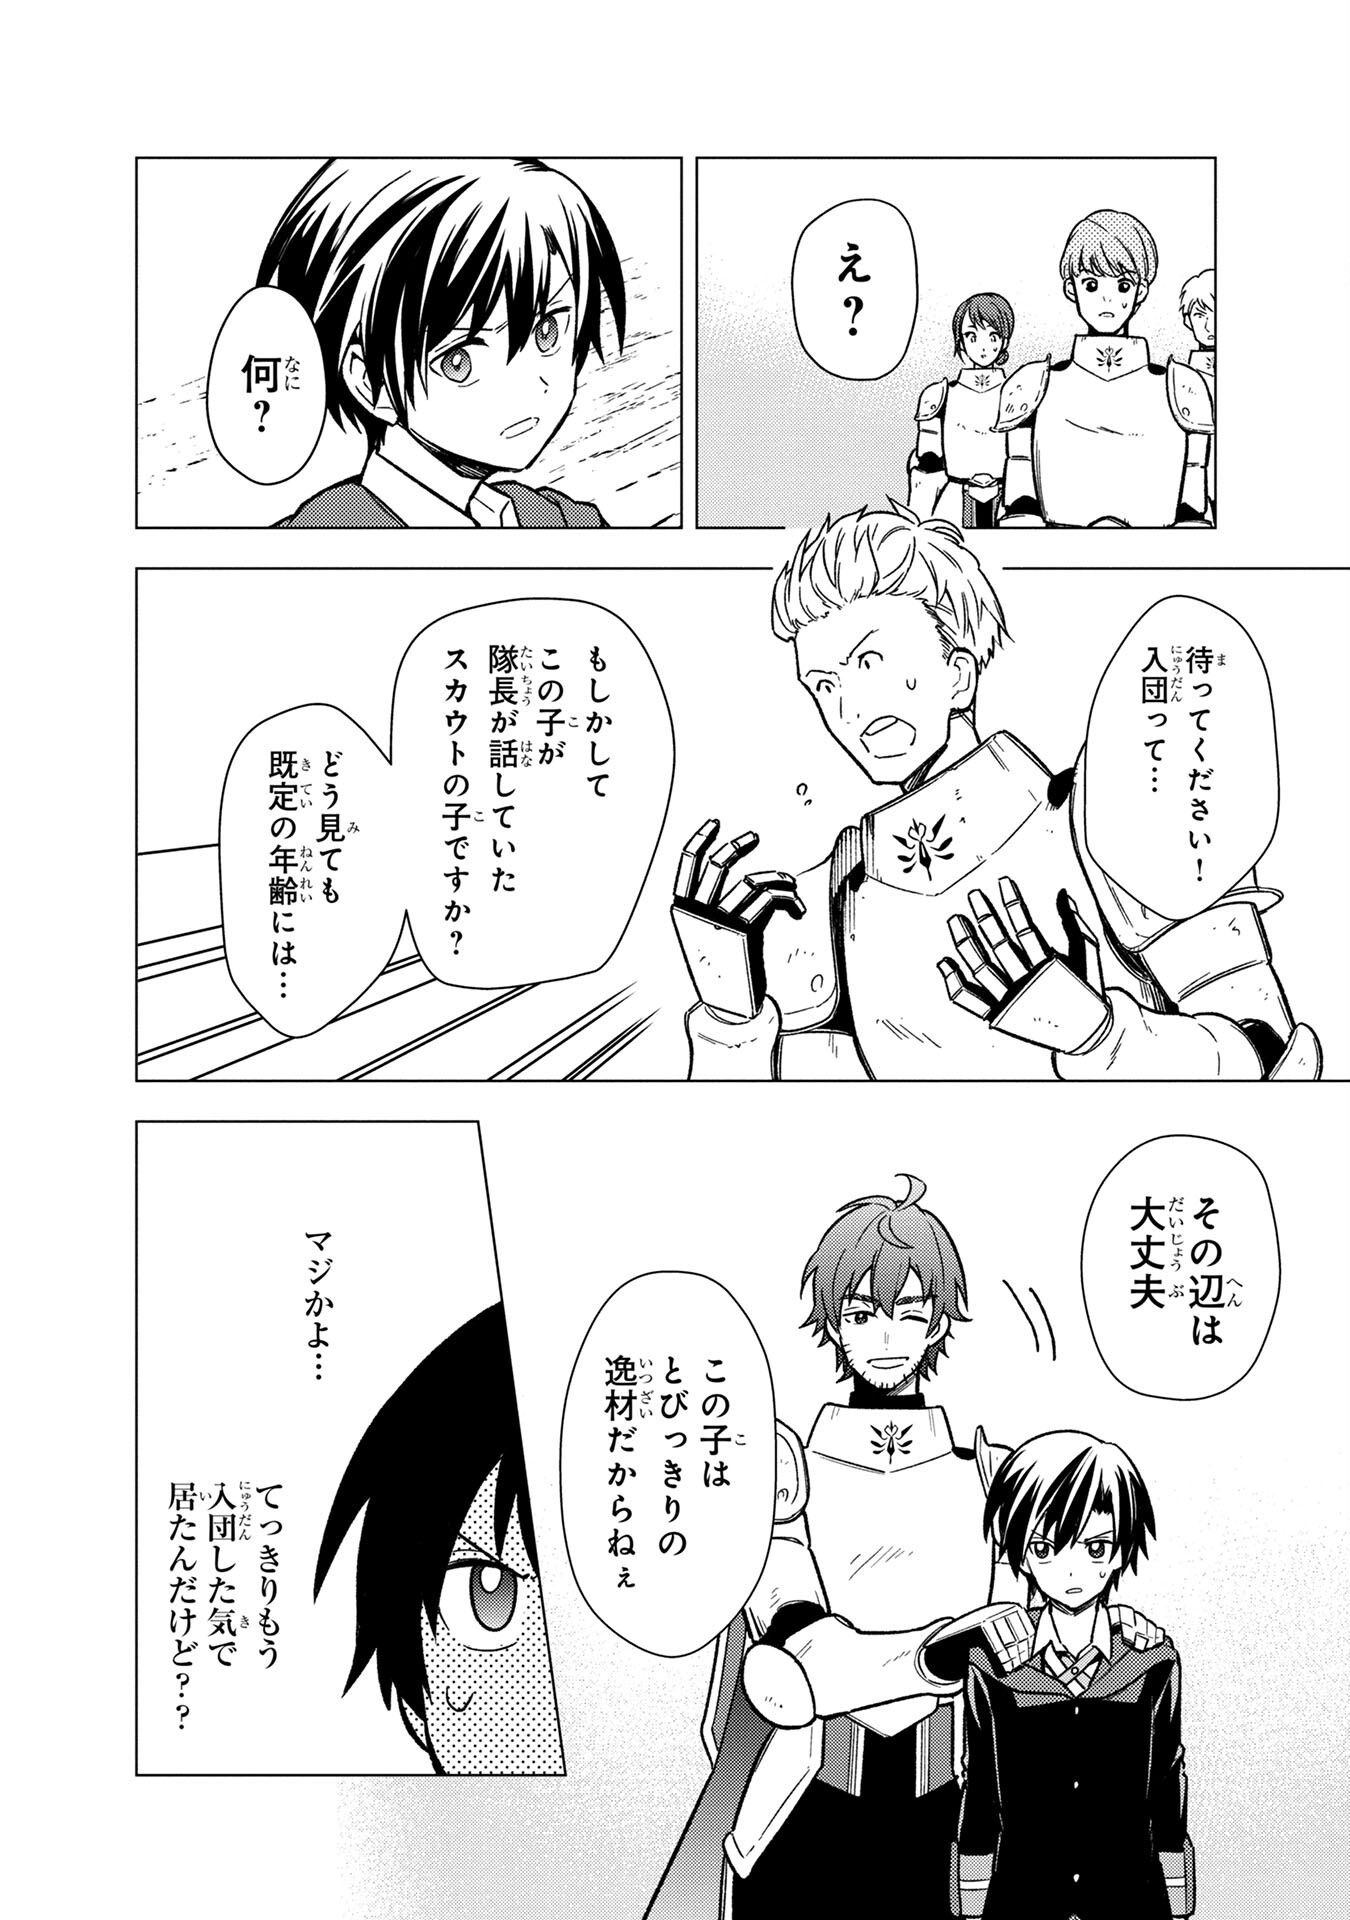 え？
何？
待ってください！
入団って…
もしかして
この子が
隊長が話していた
スカウトの子ですか？
どう見ても
既定の年齢には…
その辺は
大丈夫
この子は
とびっきりの
逸材だからねぇ
マジかよ…
てっきりもう
入団した気で
居たんだけど？？